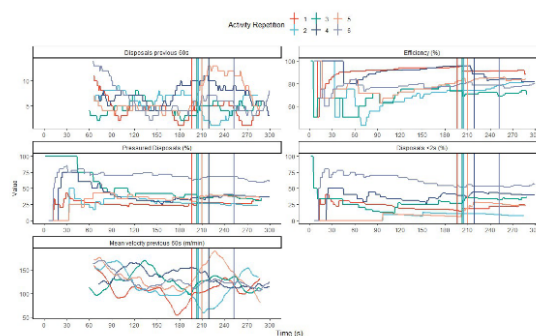 Activity Repetition
1 3 5
2 4 6
Disposals previous 60s
Efficiency (%)
Pressured Disposals (%)
Disposals <2s (%)
Mean velocity previous 60s (m/min)
Value
0 30 60 90 120 150 180 210 240 270 300
Time (s)